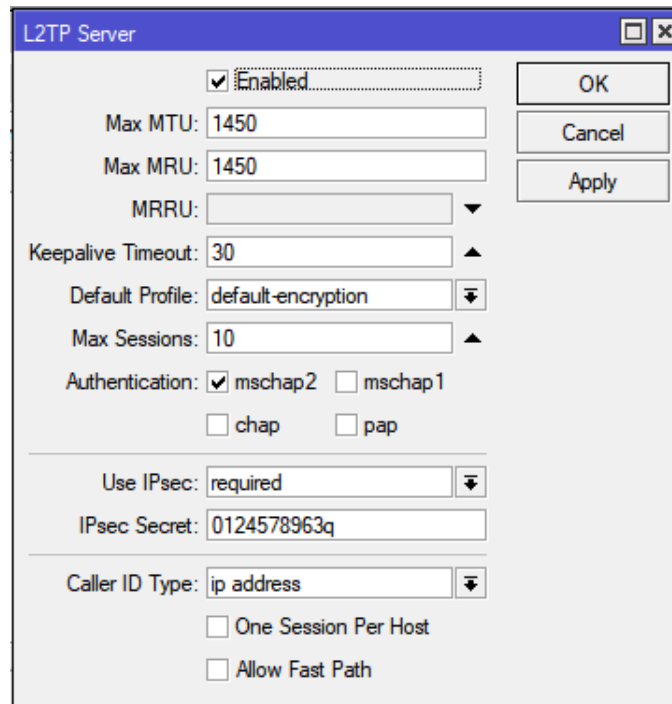 L2TP Server
Enabled
OK
Max MTU: 1450
Cancel
Max MRU: 1450
Apply
MRRU:
Keepalive Timeout: 30
Default Profile: default-encryption
Max Sessions: 10
Authentication: mschap2 mschap1
chap pap
Use IPsec: required
IPsec Secret: 0124578963q
Caller ID Type: ip address
One Session Per Host
Allow Fast Path